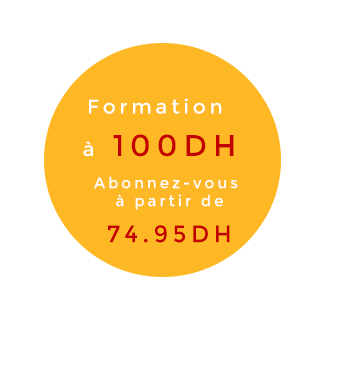 Formation
à 100DH
Abonnez-vous
à partir de
74.95DH